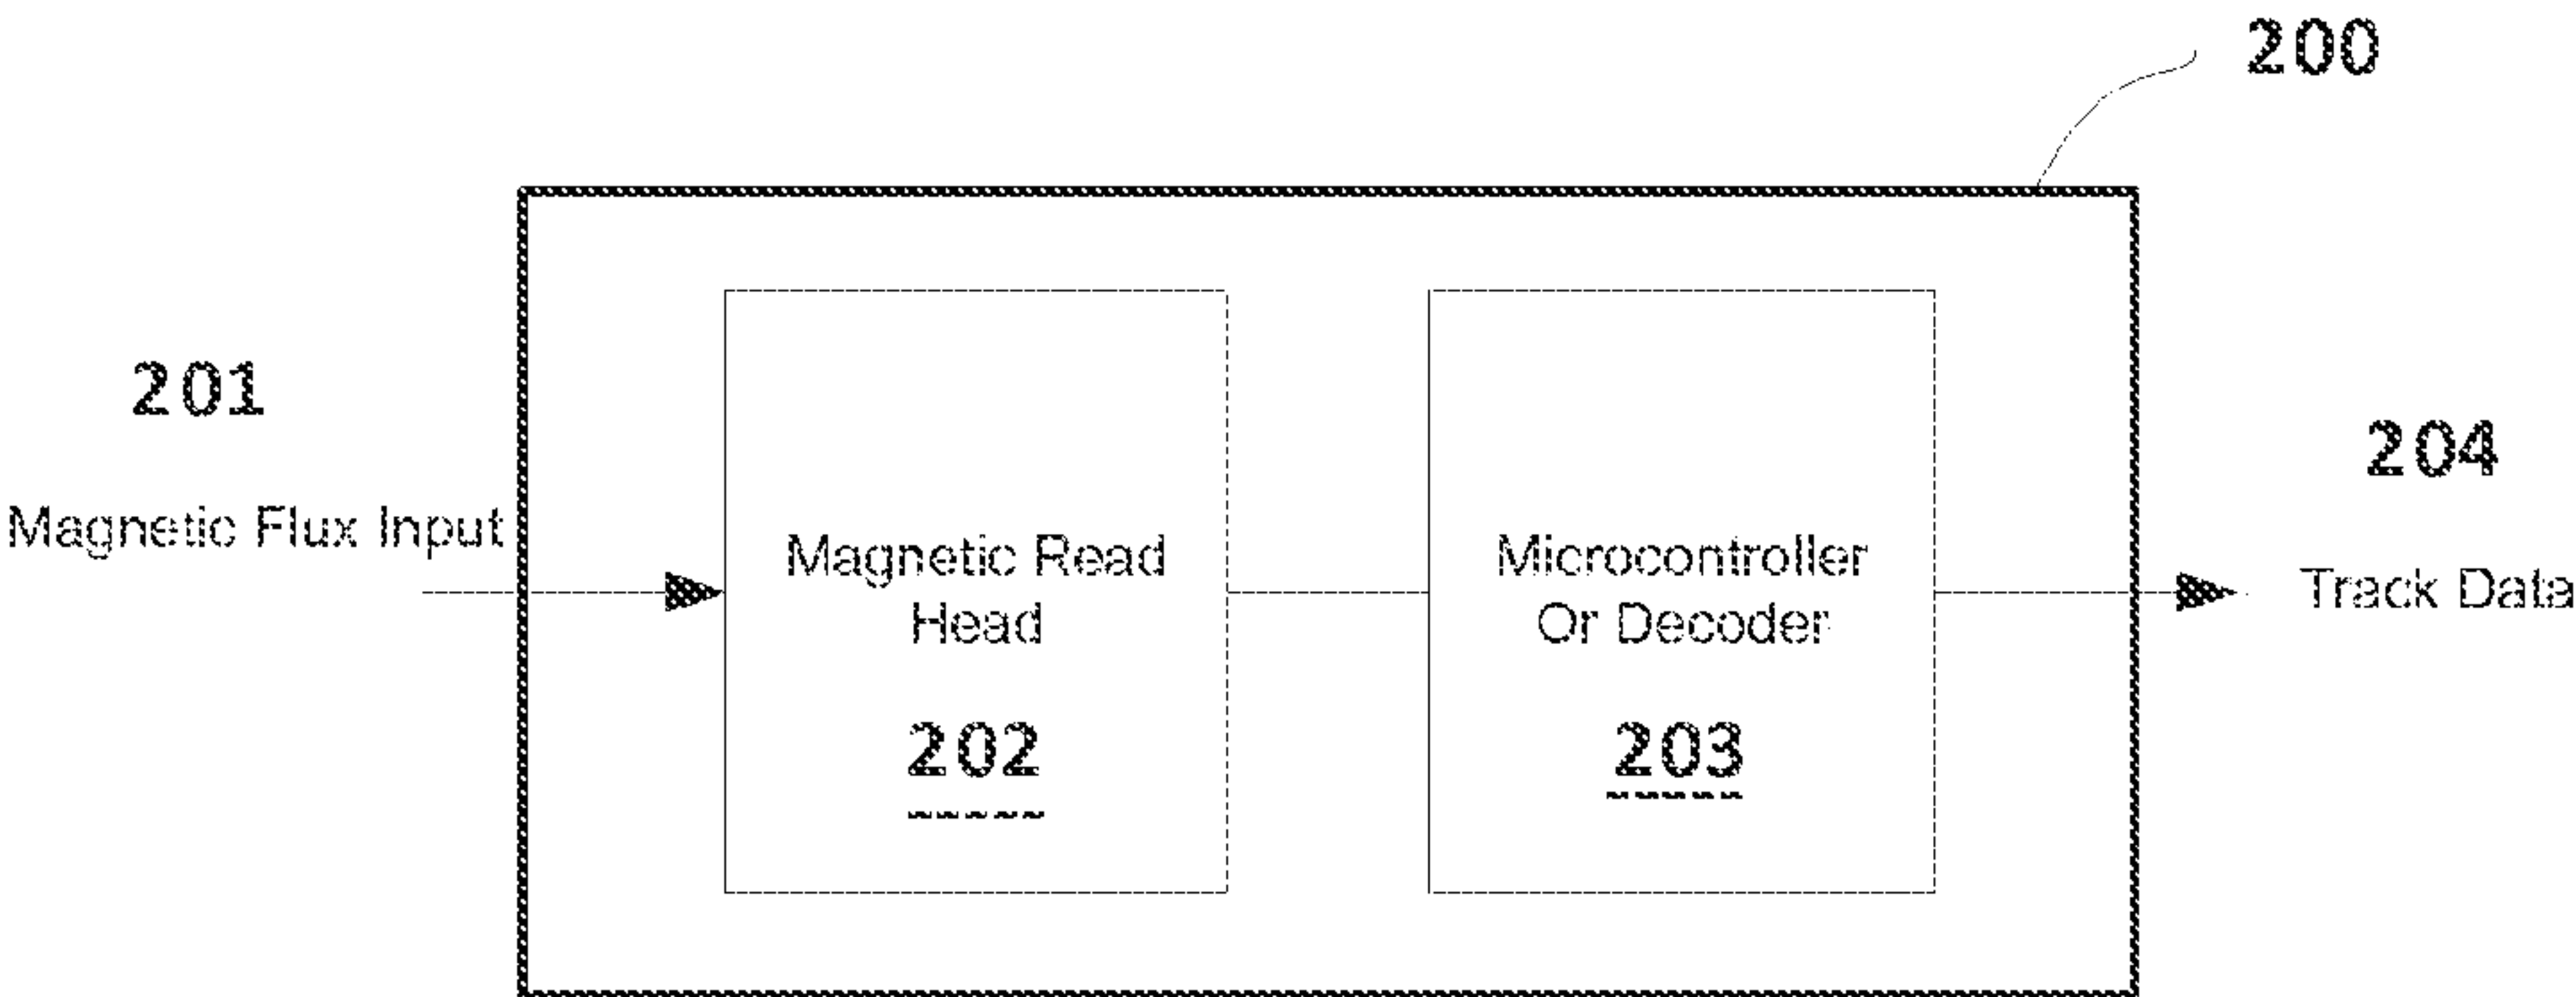 200
201
Magnetic Flux Input
Magnetic Read
Head
202
Microcontroller
Or Decoder
203
204
Track Data